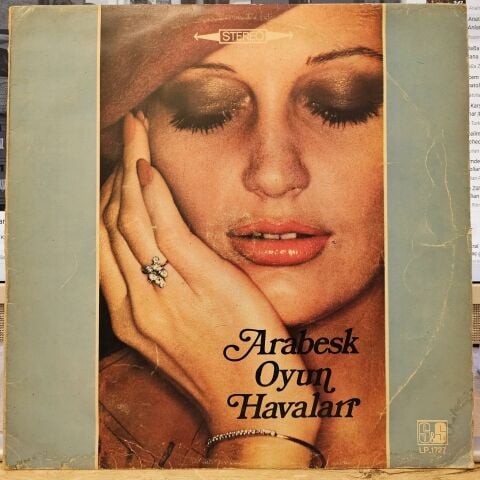 STEREO
Arabesk
Oyun
Havaları
S&S
LP.1727